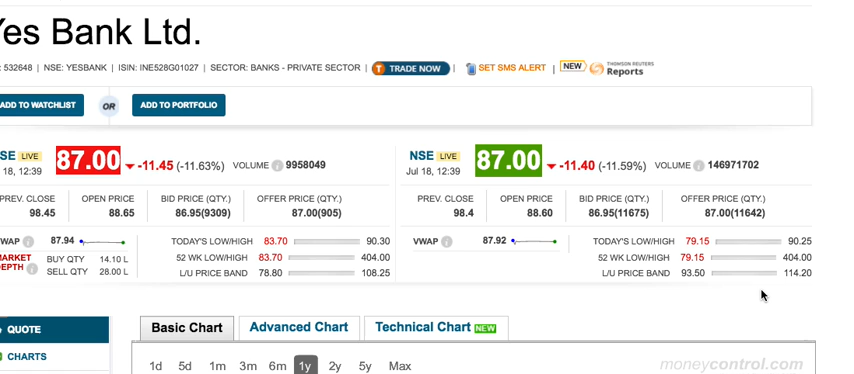 Yes Bank Ltd.
: 532648 | NSE: YESBANK | ISIN: INE528G01027 | SECTOR: BANKS - PRIVATE SECTOR | T TRADE NOW | SET SMS ALERT | NEW THOMSON REUTERS Reports
ADD TO WATCHLIST OR ADD TO PORTFOLIO
SE LIVE 87.00 -11.45 (-11.63%) VOLUME i 9958049
l 18, 12:39
PREV. CLOSE OPEN PRICE BID PRICE (QTY.) OFFER PRICE (QTY.)
98.45 88.65 86.95(9309) 87.00(905)
WAP i 87.94 TODAY'S LOW/HIGH 83.70 90.30
MARKET DEPTH i BUY QTY 14.10 L 52 WK LOW/HIGH 83.70 404.00
SELL QTY 28.00 L L/U PRICE BAND 78.80 108.25
NSE LIVE 87.00 -11.40 (-11.59%) VOLUME i 146971702
Jul 18, 12:39
PREV. CLOSE OPEN PRICE BID PRICE(QTY.) OFFER PRICE(QTY.)
98.4 88.60 86.95(11675) 87.00(11642)
VWAP i 87.92 TODAY'S LOW/HIGH 79.15 90.25
52 WK LOW/HIGH 79.15 404.00
L/U PRICE BAND 93.50 114.20
QUOTE
CHARTS
Basic Chart Advanced Chart Technical Chart NEW
1d 5d 1m 3m 6m 1y 2y 5y Max
moneycontrol.com